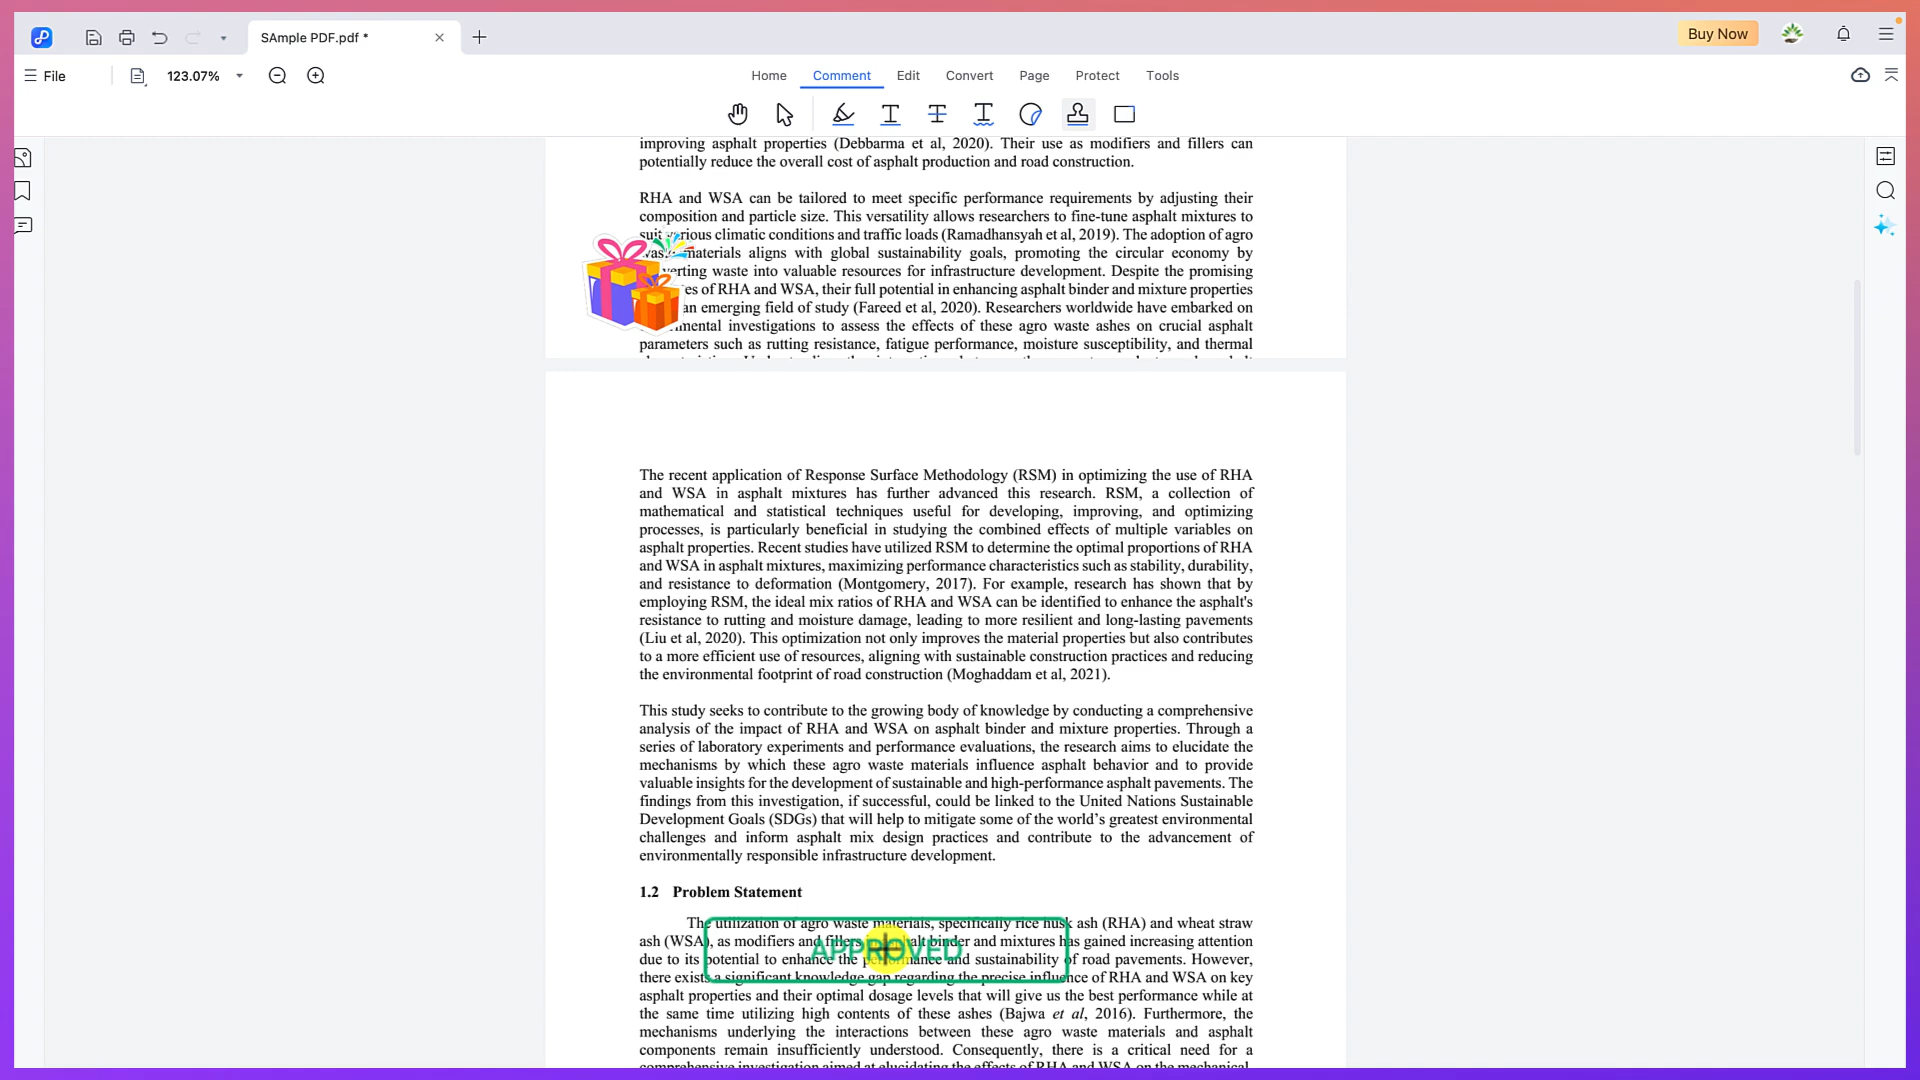 SAmple PDF.pdf *
Buy Now
File
123.07%
Home Comment Edit Convert Page Protect Tools
improving asphalt properties (Debbarma et al, 2020). Their use as modifiers and fillers can
potentially reduce the overall cost of asphalt production and road construction.
RHA and WSA can be tailored to meet specific performance requirements by adjusting their
composition and particle size. This versatility allows researchers to fine-tune asphalt mixtures to
climatic conditions and traffic loads (Ramadhansyah et al, 2019). The adoption of agro
materials aligns with global sustainability goals, promoting the circular economy by
waste into valuable resources for infrastructure development. Despite the promising
of RHA and WSA, their full potential in enhancing asphalt binder and mixture properties
an emerging field of study (Fareed et al, 2020). Researchers worldwide have embarked on
investigations to assess the effects of these agro waste ashes on crucial asphalt
parameters such as rutting resistance, fatigue performance, moisture susceptibility, and thermal
The recent application of Response Surface Methodology (RSM) in optimizing the use of RHA
and WSA in asphalt mixtures has further advanced this research. RSM, a collection of
mathematical and statistical techniques useful for developing, improving, and optimizing
processes, is particularly beneficial in studying the combined effects of multiple variables on
asphalt properties. Recent studies have utilized RSM to determine the optimal proportions of RHA
and WSA in asphalt mixtures, maximizing performance characteristics such as stability, durability,
and resistance to deformation (Montgomery, 2017). For example, research has shown that by
employing RSM, the ideal mix ratios of RHA and WSA can be identified to enhance the asphalt's
resistance to rutting and moisture damage, leading to more resilient and long-lasting pavements
(Liu et al, 2020). This optimization not only improves the material properties but also contributes
to a more efficient use of resources, aligning with sustainable construction practices and reducing
the environmental footprint of road construction (Moghaddam et al, 2021).
This study seeks to contribute to the growing body of knowledge by conducting a comprehensive
analysis of the impact of RHA and WSA on asphalt binder and mixture properties. Through a
series of laboratory experiments and performance evaluations, the research aims to elucidate the
mechanisms by which these agro waste materials influence asphalt behavior and to provide
valuable insights for the development of sustainable and high-performance asphalt pavements. The
findings from this investigation, if successful, could be linked to the United Nations Sustainable
Development Goals (SDGs) that will help to mitigate some of the world’s greatest environmental
challenges and inform asphalt mix design practices and contribute to the advancement of
environmentally responsible infrastructure development.
1.2 Problem Statement
The utilization of agro waste materials, specifically rice husk ash (RHA) and wheat straw
ash (WSA), as modifiers and fillers binder and mixtures has gained increasing attention
APPROVED
due to its potential to enhance the performance and sustainability of road pavements. However,
there exists a significant knowledge gap regarding the precise influence of RHA and WSA on key
asphalt properties and their optimal dosage levels that will give us the best performance while at
the same time utilizing high contents of these ashes (Bajwa et al, 2016). Furthermore, the
mechanisms underlying the interactions between these agro waste materials and asphalt
components remain insufficiently understood. Consequently, there is a critical need for a
comprehensive investigation aimed at elucidating the effects of RHA and WSA on the mechanical,